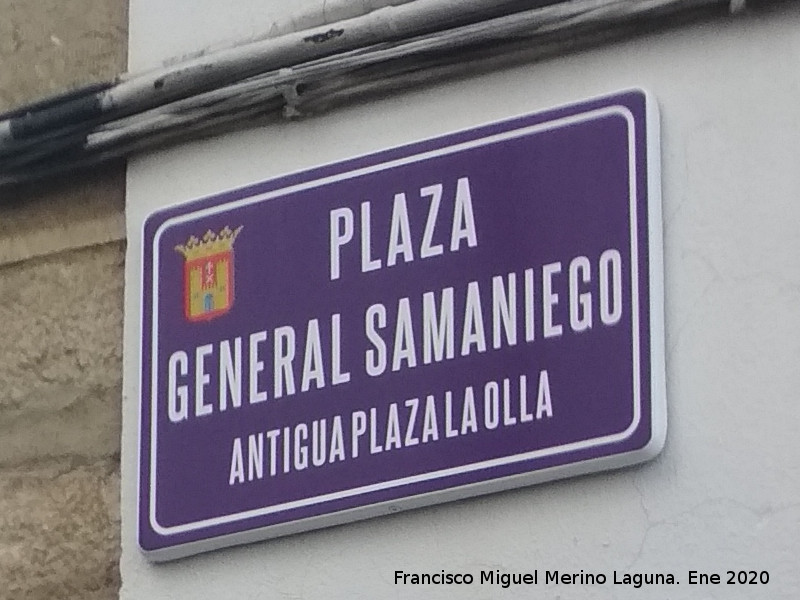 PLAZA
GENERAL SAMANIEGO
ANTIGUA PLAZA LA OLLA
Francisco Miguel Merino Laguna. Ene 2020